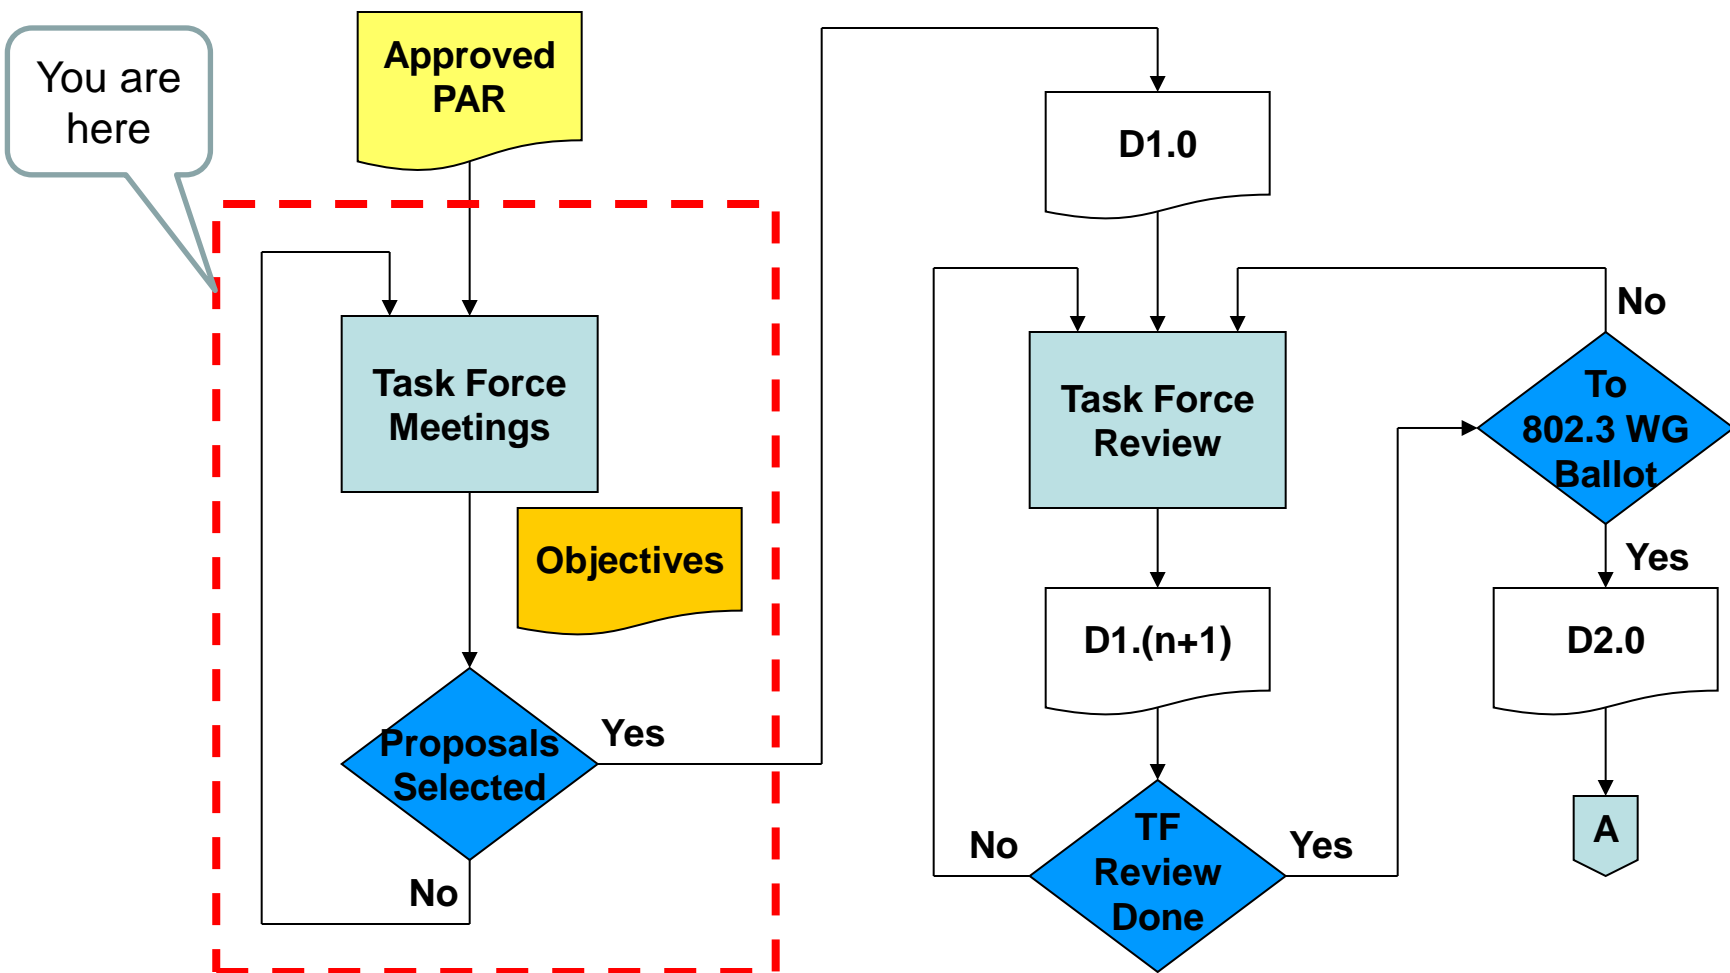 You are
here
Approved
PAR
Task Force
Meetings
Objectives
Proposals
Selected
Yes
No
D1.0
Task Force
Review
D1.(n+1)
TF
Review
Done
No
Yes
To
802.3 WG
Ballot
No
Yes
D2.0
A